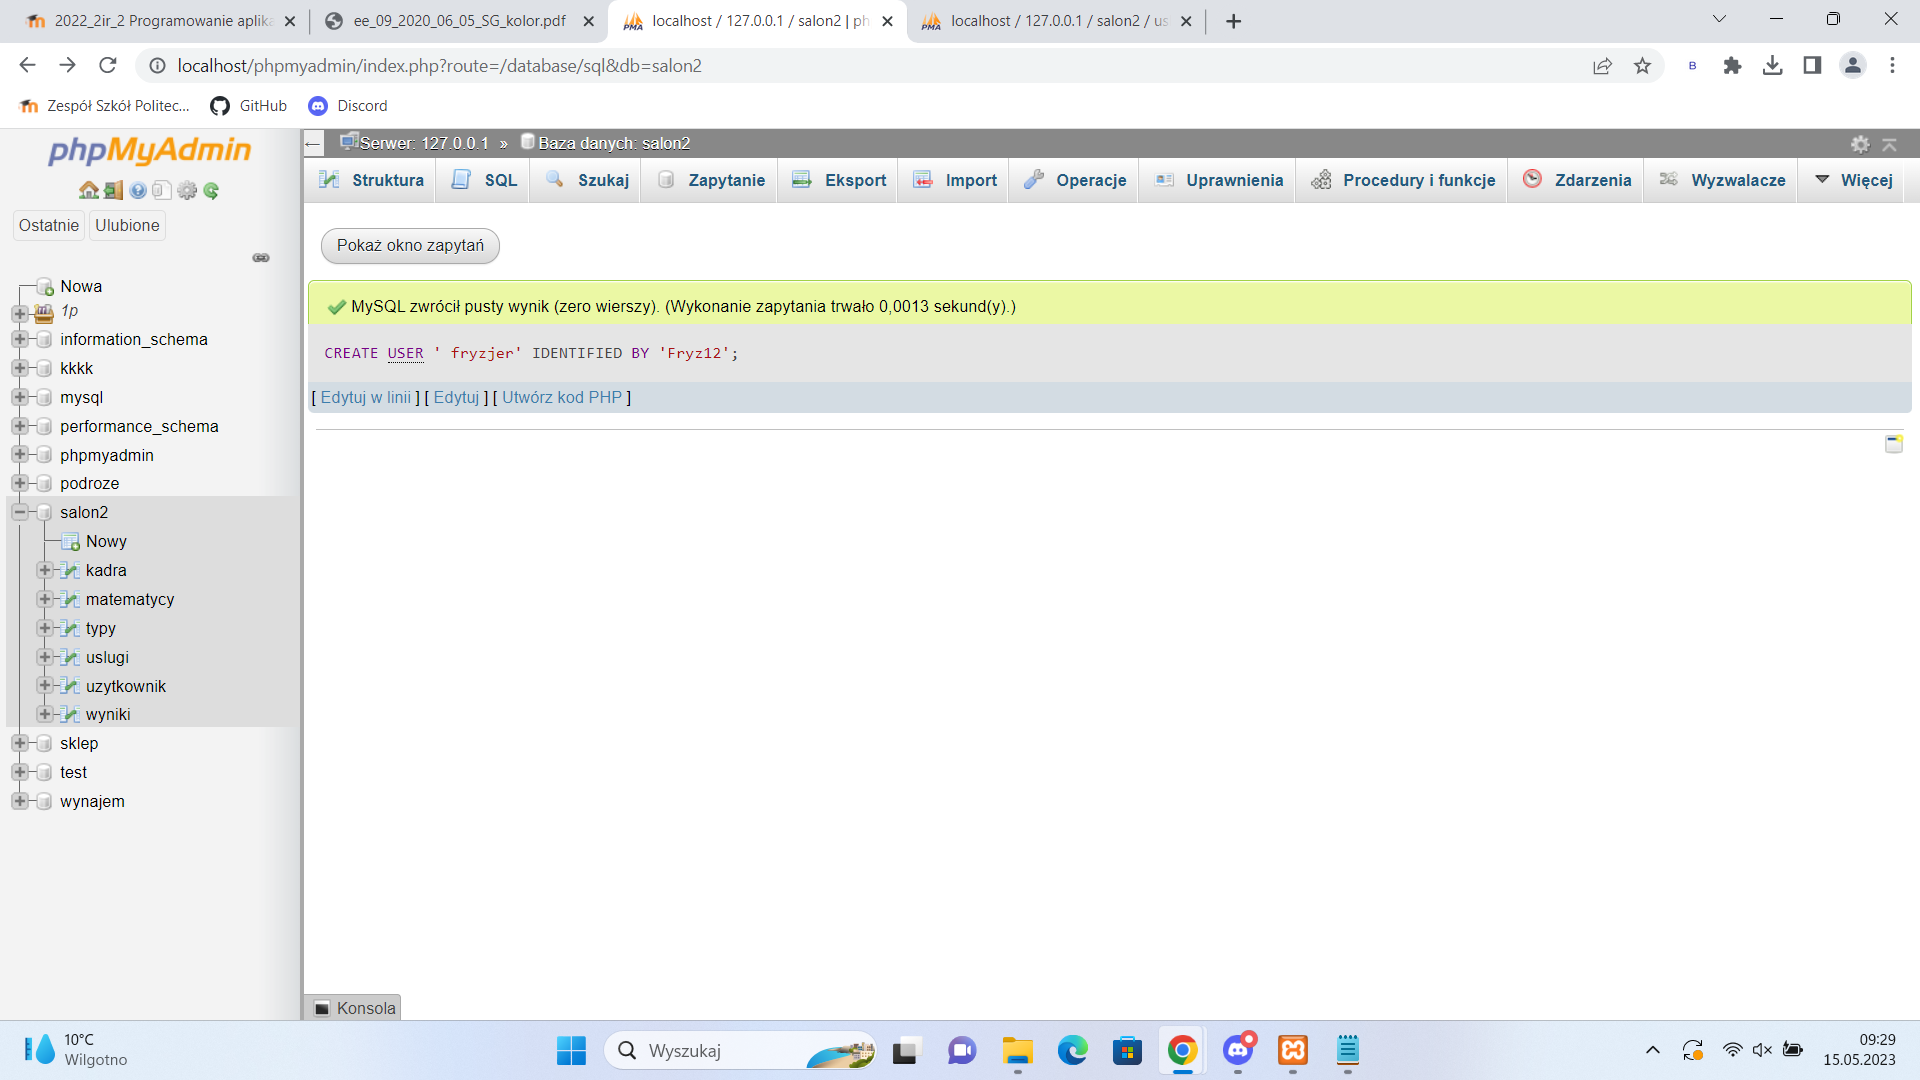 2022_2ir_2 Programowanie aplika
ee_09_2020_06_05_SG_kolor.pdf
localhost / 127.0.0.1 / salon2 | ph
localhost / 127.0.0.1 / salon2 / us
localhost/phpmyadmin/index.php?route=/database/sql&db=salon2
B
Zespół Szkół Politec...
GitHub
Discord
phpMyAdmin
Ostatnie
Ulubione
Nowa
1p
information_schema
kkkk
mysql
performance_schema
phpmyadmin
podroze
salon2
Nowy
kadra
matematycy
typy
uslugi
uzytkownik
wyniki
sklep
test
wynajem
Serwer: 127.0.0.1 » Baza danych: salon2
Struktura
SQL
Szukaj
Zapytanie
Eksport
Import
Operacje
Uprawnienia
Procedury i funkcje
Zdarzenia
Wyzwalacze
Więcej
Pokaż okno zapytań
MySQL zwrócił pusty wynik (zero wierszy). (Wykonanie zapytania trwało 0,0013 sekund(y).)
CREATE USER ' fryzjer' IDENTIFIED BY 'Fryz12';
[ Edytuj w linii ] [ Edytuj ] [ Utwórz kod PHP ]
Konsola
10°C
Wilgotno
Wyszukaj
09:29
15.05.2023